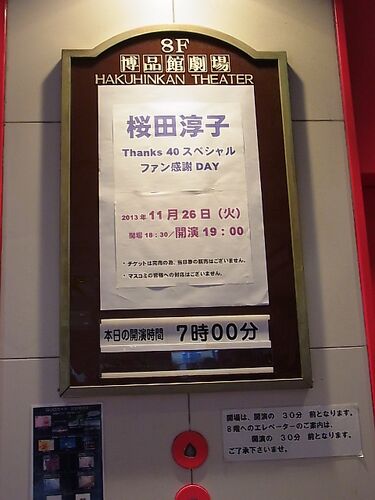 8F
博品館劇場
HAKUHINKAN THEATER
桜田淳子
Thanks 40 スペシャル
ファン感謝 DAY
2013年 11月 26日 (火)
開場 18:30/開演 19:00
・チケットは完売の為、当日券の販売はございません。
・マスコミの皆様への対応はございません。
本日の開演時間 7時00分
開場は、開演の 30分 前となります。
8階へのエレベーターのご案内は、
開演の 30分 前となります。
ご了承下さいませ。